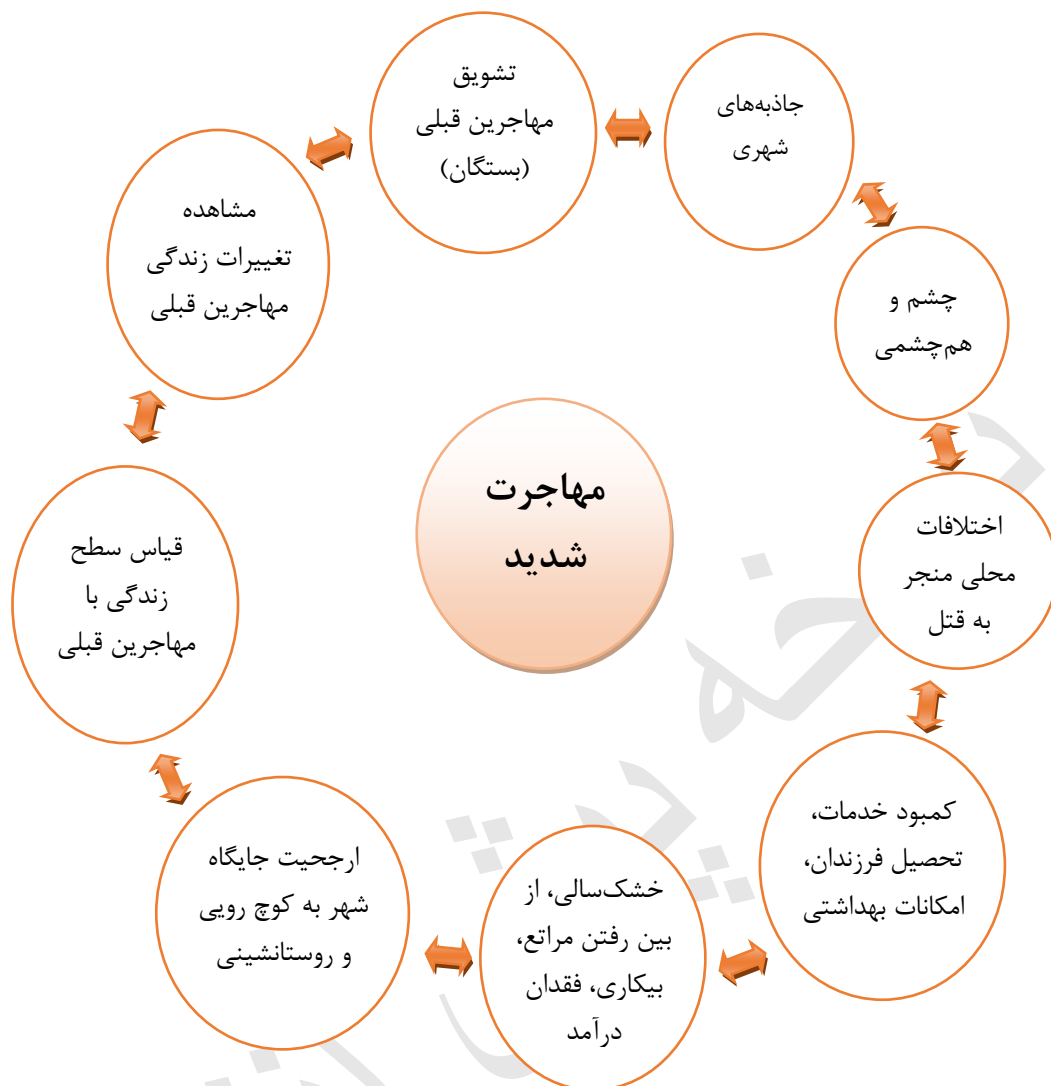 تشویق
مهاجرین قبلی
(بستگان)
جاذبه‌های
شهری
چشم و
هم‌چشمی
اختلافات
محلی منجر
به قتل
کمبود خدمات،
تحصیل فرزندان،
امکانات بهداشتی
خشک‌سالی، از
بین رفتن مراتع،
بیکاری، فقدان
درآمد
ارجحیت جایگاه
شهر به کوچ رویی
و روستانشینی
قیاس سطح
زندگی با
مهاجرین قبلی
مشاهده
تغییرات زندگی
مهاجرین قبلی
مهاجرت
شدید